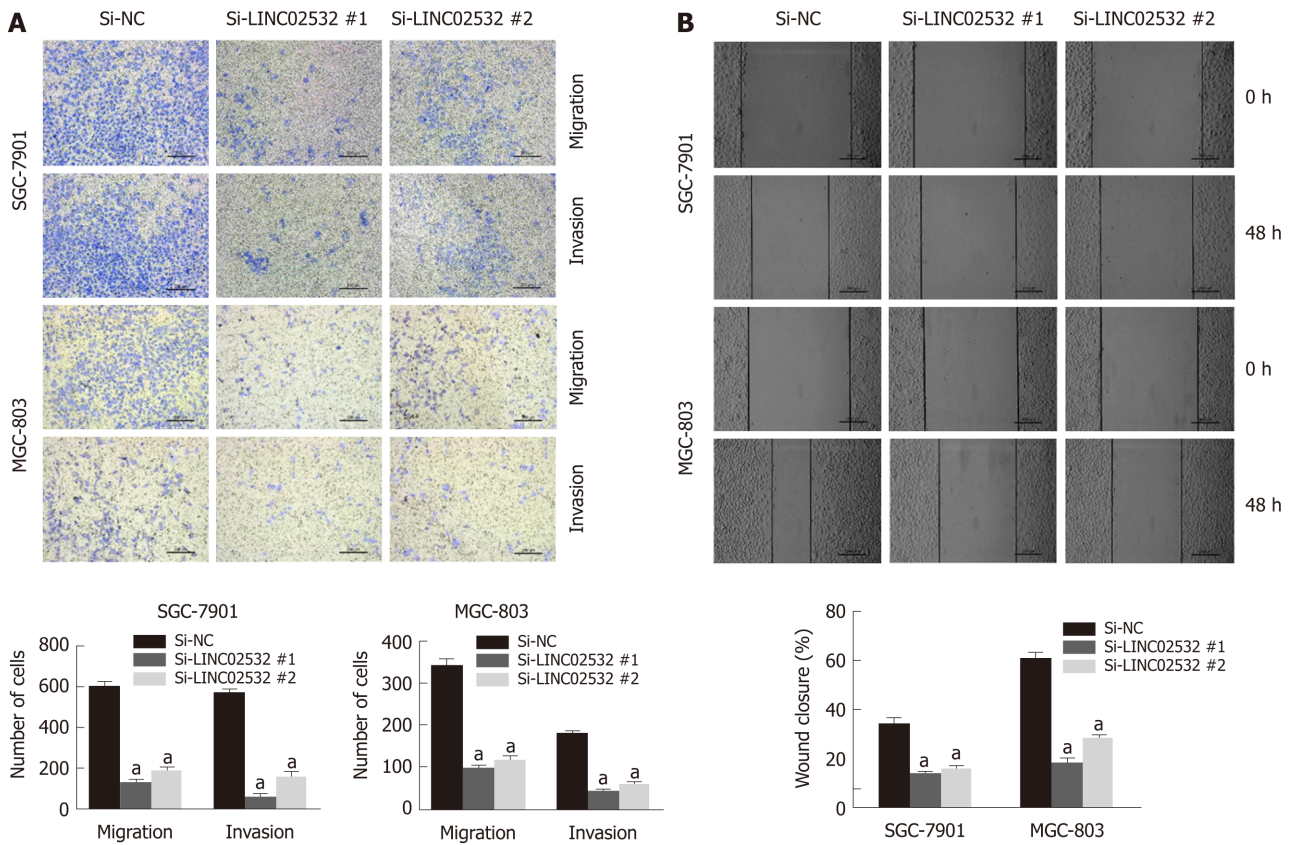 A
Si-NC Si-LINC02532 #1 Si-LINC02532 #2
SGC-7901
Migration
Invasion
MGC-803
Migration
Invasion
SGC-7901
Number of cells
800
600
400
200
0
Si-NC
Si-LINC02532 #1
Si-LINC02532 #2
a a a a
Migration Invasion
MGC-803
Number of cells
400
300
200
100
0
Si-NC
Si-LINC02532 #1
Si-LINC02532 #2
a a a a
Migration Invasion
B
Si-NC Si-LINC02532 #1 Si-LINC02532 #2
SGC-7901
0 h
48 h
MGC-803
0 h
48 h
Wound closure (%)
80
60
40
20
0
Si-NC
Si-LINC02532 #1
Si-LINC02532 #2
a a a a
SGC-7901 MGC-803